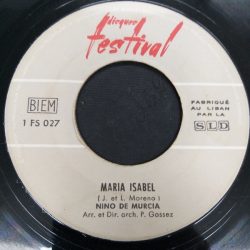 disques
festival
BIEM
1 FS 027
FABRIQUÉ
AU LIBAN
PAR LA
SLD
MARIA ISABEL
(J. et L. Moreno)
NINO DE MURCIA
Arr. et Dir. orch. P. Gossez